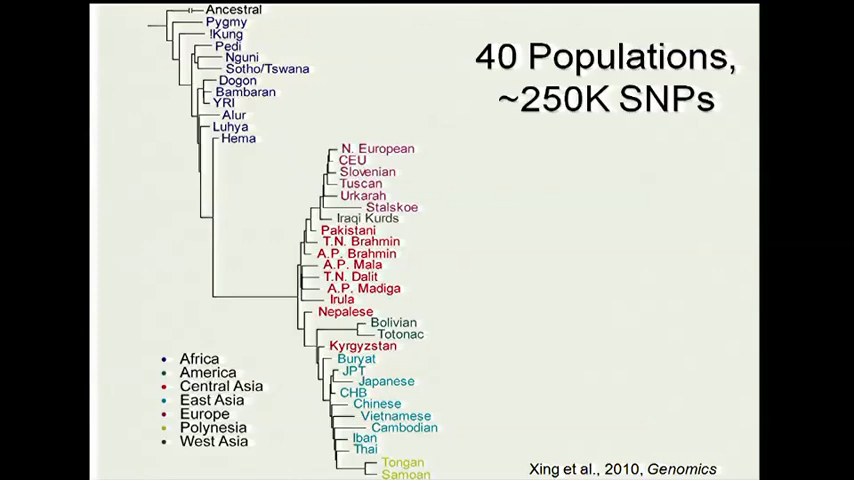 Ancestral
Pygmy
!Kung
Pedi
Nguni
Sotho/Tswana
Dogon
Bambaran
YRI
Alur
Luhya
Hema
40 Populations,
~250K SNPs
N. European
CEU
Slovenian
Tuscan
Urkarah
Stalskoe
Iraqi Kurds
Pakistani
T.N. Brahmin
A.P. Brahmin
A.P. Mala
T.N. Dalit
A.P. Madiga
Irula
Nepalese
Bolivian
Totonac
Kyrgyzstan
Buryat
JPT
Japanese
CHB
Chinese
Vietnamese
Cambodian
Iban
Thai
Tongan
Samoan
Africa
America
Central Asia
East Asia
Europe
Polynesia
West Asia
Xing et al., 2010, Genomics